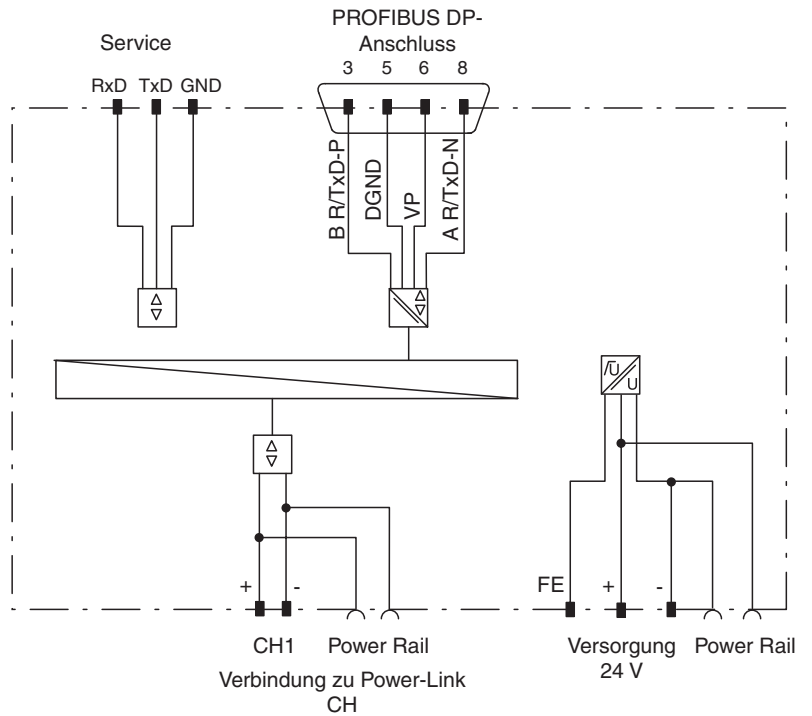 PROFIBUS DP-
Anschluss
Service
3 5 6 8
RxD TxD GND
B R/TxD-P
DGND
VP
A R/TxD-N
U
U
+ -
FE + -
CH1 Power Rail
Verbindung zu Power-Link
CH
Versorgung
24 V
Power Rail